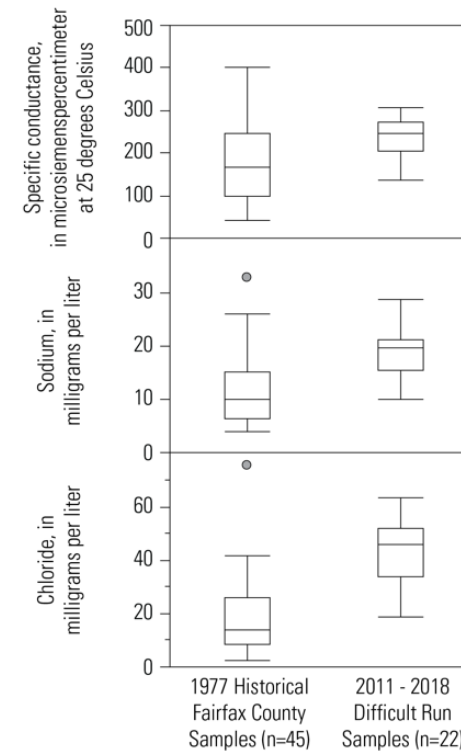 Specific conductance,
in microsiemenspercentimeter
at 25 degrees Celsius
500
400
300
200
100
0
Sodium, in
milligrams per liter
30
20
10
0
Chloride, in
milligrams per liter
60
40
20
0
1977 Historical
Fairfax County
Samples (n=45)
2011 - 2018
Difficult Run
Samples (n=22)